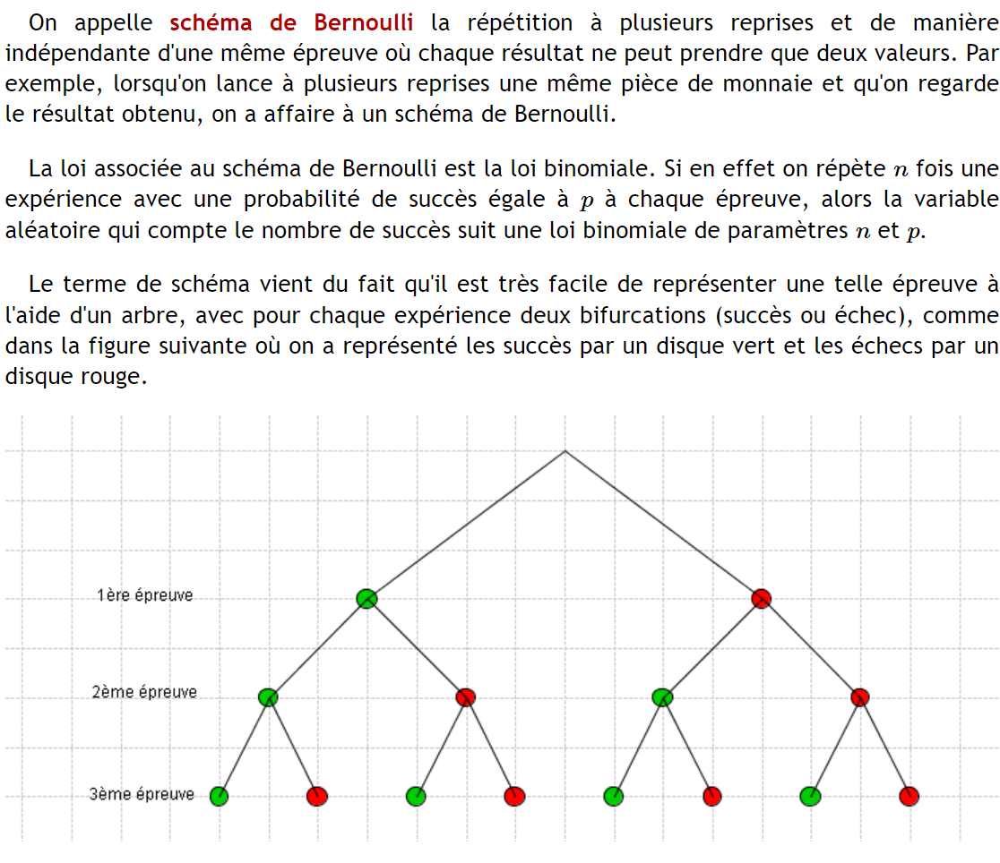 On appelle schéma de Bernoulli la répétition à plusieurs reprises et de manière
indépendante d'une même épreuve où chaque résultat ne peut prendre que deux valeurs. Par
exemple, lorsqu'on lance à plusieurs reprises une même pièce de monnaie et qu'on regarde
le résultat obtenu, on a affaire à un schéma de Bernoulli.
La loi associée au schéma de Bernoulli est la loi binomiale. Si en effet on répète n fois une
expérience avec une probabilité de succès égale à p à chaque épreuve, alors la variable
aléatoire qui compte le nombre de succès suit une loi binomiale de paramètres n et p.
Le terme de schéma vient du fait qu'il est très facile de représenter une telle épreuve à
l'aide d'un arbre, avec pour chaque expérience deux bifurcations (succès ou échec), comme
dans la figure suivante où on a représenté les succès par un disque vert et les échecs par un
disque rouge.
1ère épreuve
2ème épreuve
3ème épreuve